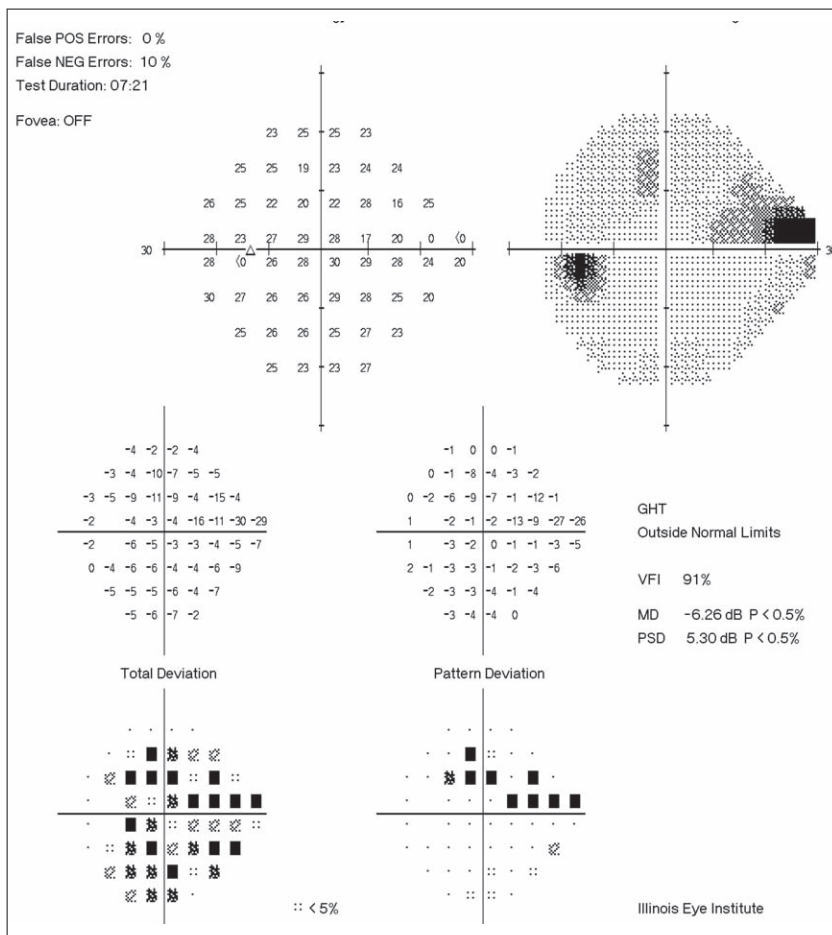 False POS Errors: 0 %
False NEG Errors: 10 %
Test Duration: 07:21
Fovea: OFF
23 25 25 23
25 25 19 23 24 24
26 25 22 20 22 28 16 25
28 23 27 29 28 17 20 0 ⟨0
30
28 ⟨0 26 28 30 29 28 24 20
30 27 26 26 29 28 25 20
25 26 26 25 27 23
25 23 23 27
-4 -2 -2 -4
-3 -4 -10 -7 -5 -5
-3 -5 -9 -11 -9 -4 -15 -4
-2 -4 -3 -4 -16 -11 -30 -29
-2 -6 -5 -3 -3 -4 -5 -7
0 -4 -6 -6 -4 -4 -6 -9
-5 -5 -5 -6 -4 -7
-5 -6 -7 -2
Total Deviation
-1 0 0 -1
0 -1 -8 -4 -3 -2
0 -2 -6 -9 -7 -1 -12 -1
1 -2 -1 -2 -13 -9 -27 -26
1 -3 -2 0 -1 -1 -3 -5
2 -1 -3 -3 -1 -2 -3 -6
-2 -3 -3 -4 -1 -4
-3 -4 -4 0
Pattern Deviation
GHT
Outside Normal Limits
VFI 91%
MD -6.26 dB P < 0.5%
PSD 5.30 dB P < 0.5%
< 5%
Illinois Eye Institute